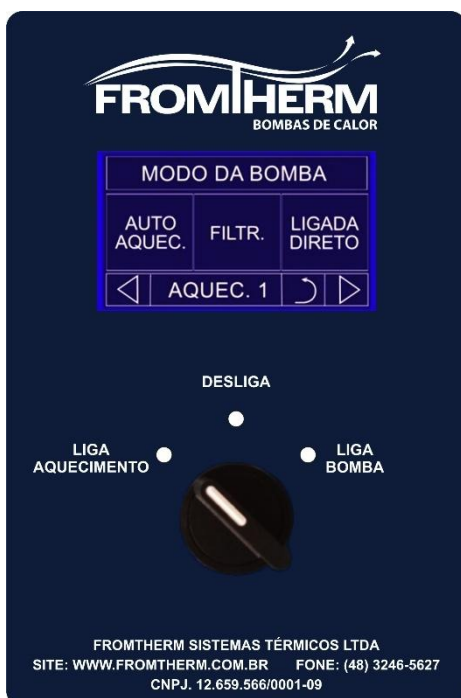 FROMTHERM
BOMBAS DE CALOR
MODO DA BOMBA
AUTO
AQUEC.
FILTR.
LIGADA
DIRETO
AQUEC. 1
DESLIGA
LIGA
AQUECIMENTO
LIGA
BOMBA
FROMTHERM SISTEMAS TÉRMICOS LTDA
SITE: WWW.FROMTHERM.COM.BR FONE: (48) 3246-5627
CNPJ. 12.659.566/0001-09